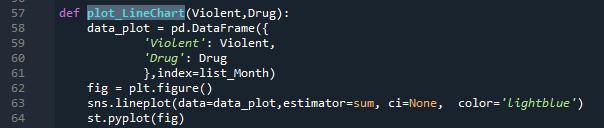 57 def plot_LineChart(Violent,Drug):
58 data_plot = pd.DataFrame({
59 'Violent': Violent,
60 'Drug': Drug
61 },index=list_Month)
62 fig = plt.figure()
63 sns.lineplot(data=data_plot,estimator=sum, ci=None,  color='lightblue')
64 st.pyplot(fig)